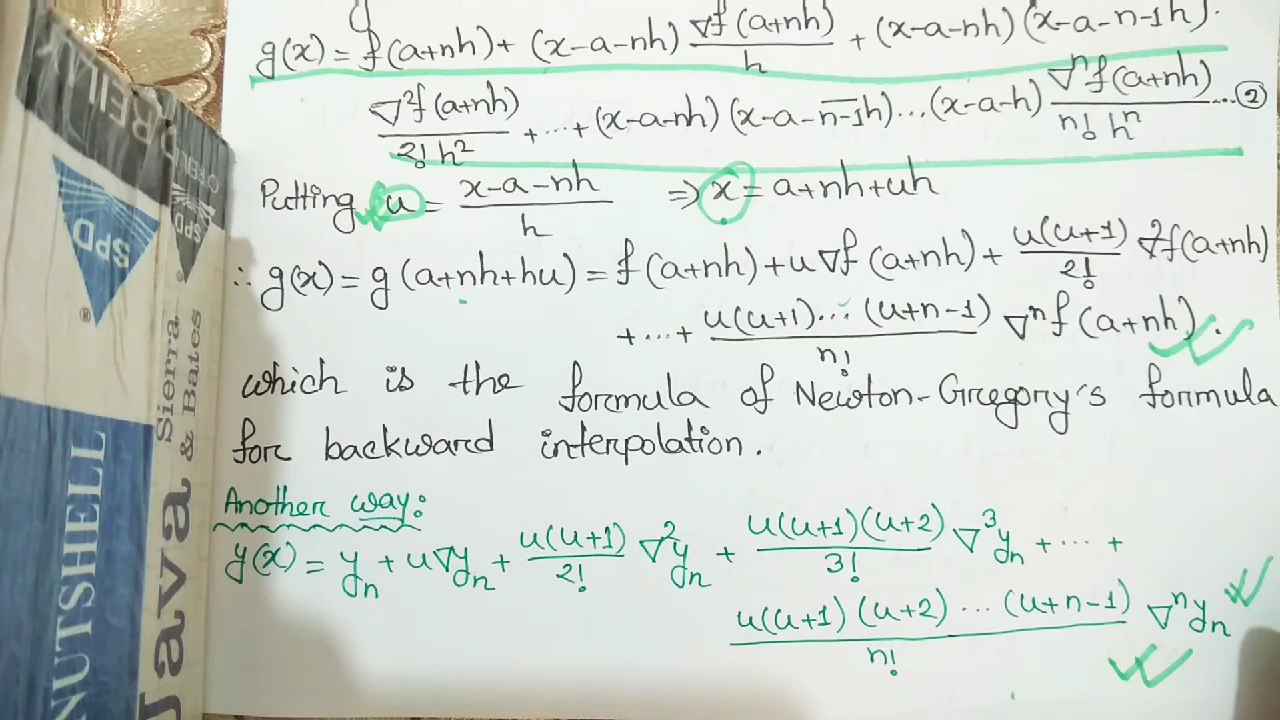 g(x) = f(a+nh) + (x-a-nh) ∇f(a+nh)/h + (x-a-nh)(x-a-n-1h).
∇²f(a+nh)/2! h² + ... + (x-a-nh)(x-a-n̅-̅1̅h)...(x-a-h) ∇ⁿf(a+nh)/n! hⁿ ...②
Putting, u = x-a-nh/h ⇒ x = a+nh+uh
∴ g(x) = g(a+nh+hu) = f(a+nh) + u∇f(a+nh) + u(u+1)/2! ∇²f(a+nh)
+ ... + u(u+1)...(u+n-1)/n! ∇ⁿf(a+nh).
which is the formula of Newton-Gregory's formula
for backward interpolation.
Another way:
y(x) = yₙ + u∇yₙ + u(u+1)/2! ∇²yₙ + u(u+1)(u+2)/3! ∇³yₙ + ... +
u(u+1)(u+2)...(u+n-1)/n! ∇ⁿyₙ
O'REILLY
SPD
NUTSHELL
O'REILLY
SPD
Sierra
& Bates
Java